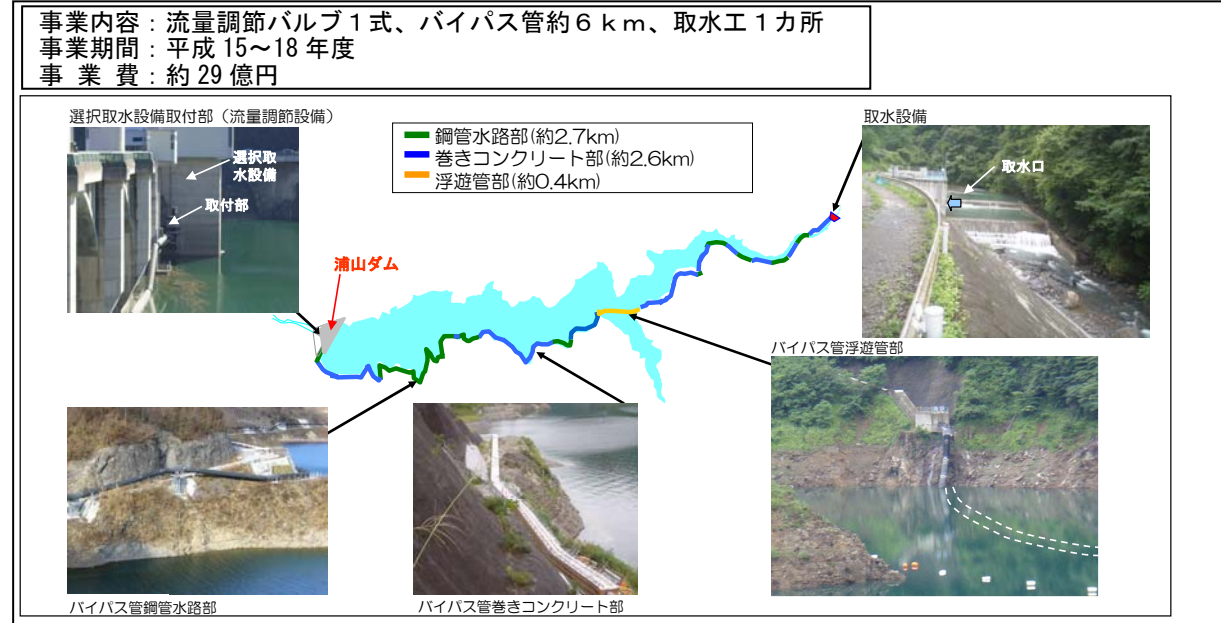 事業内容：流量調節バルブ１式、バイパス管約６ｋｍ、取水工１カ所
事業期間：平成15～18年度
事 業 費：約29億円
選択取水設備取付部（流量調節設備）
取水設備
鋼管水路部(約2.7km)
巻きコンクリート部(約2.6km)
浮遊管部(約0.4km)
選択取
水設備
取付部
取水口
浦山ダム
バイパス管浮遊管部
バイパス管鋼管水路部
バイパス管巻きコンクリート部